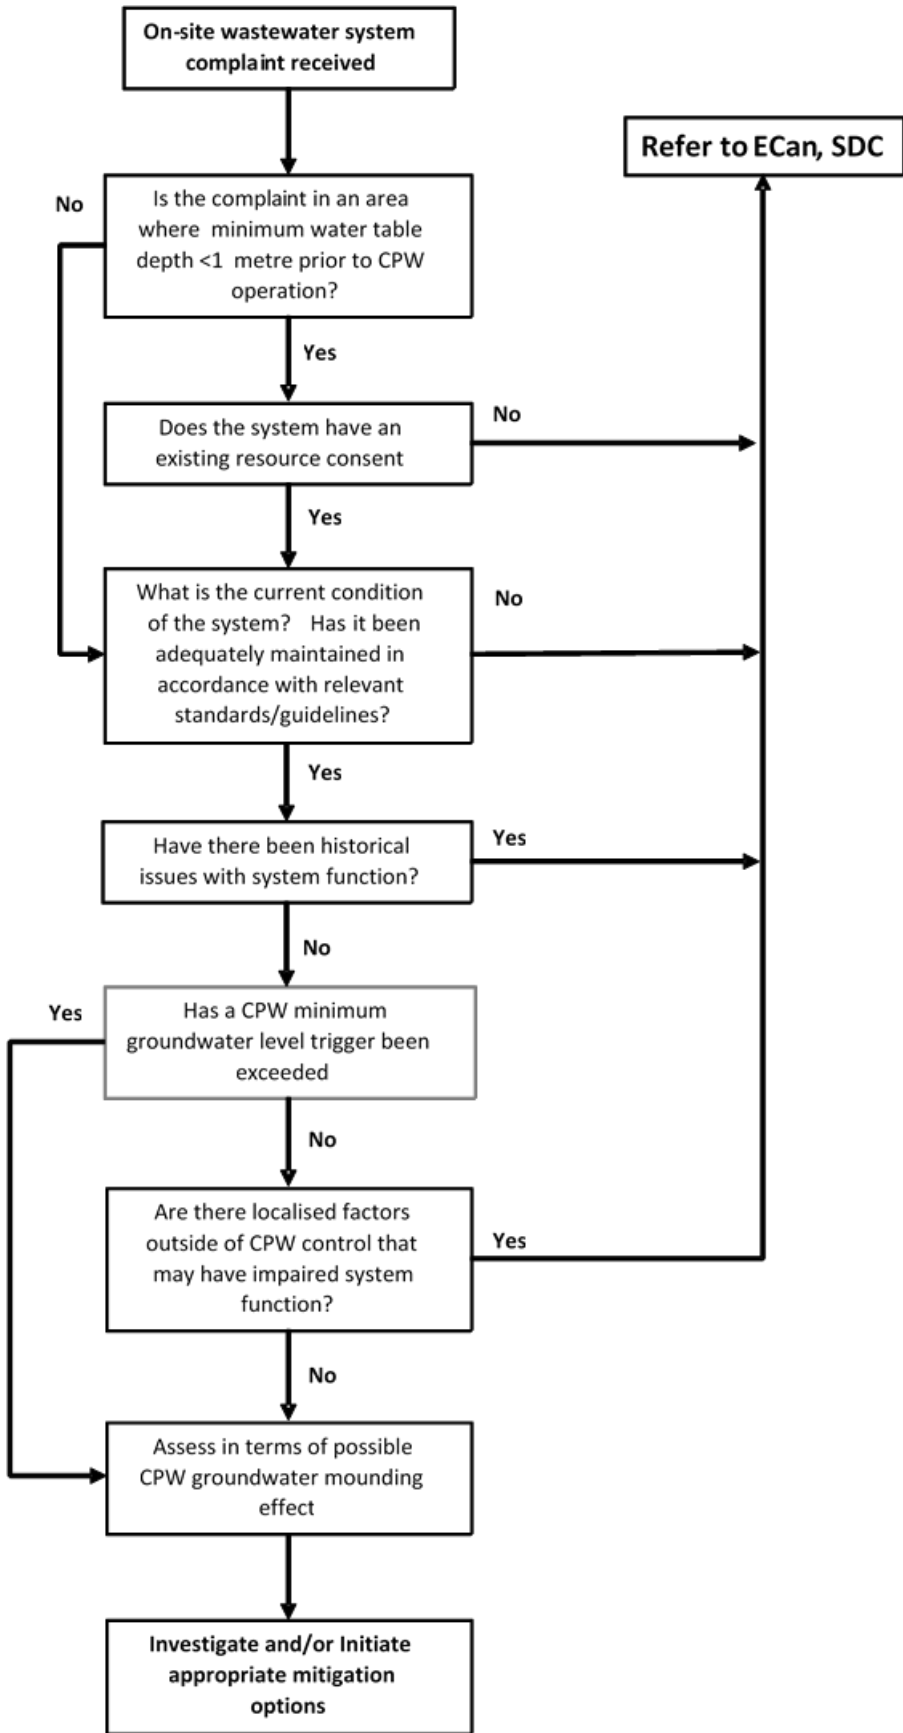 On-site wastewater system
complaint received
Refer to ECan, SDC
Is the complaint in an area
where minimum water table
depth <1 metre prior to CPW
operation?
No
Yes
Does the system have an
existing resource consent
No
Yes
What is the current condition
of the system? Has it been
adequately maintained in
accordance with relevant
standards/guidelines?
No
Yes
Have there been historical
issues with system function?
Yes
No
Has a CPW minimum
groundwater level trigger been
exceeded
Yes
No
Are there localised factors
outside of CPW control that
may have impaired system
function?
Yes
No
Assess in terms of possible
CPW groundwater mounding
effect
Investigate and/or Initiate
appropriate mitigation
options